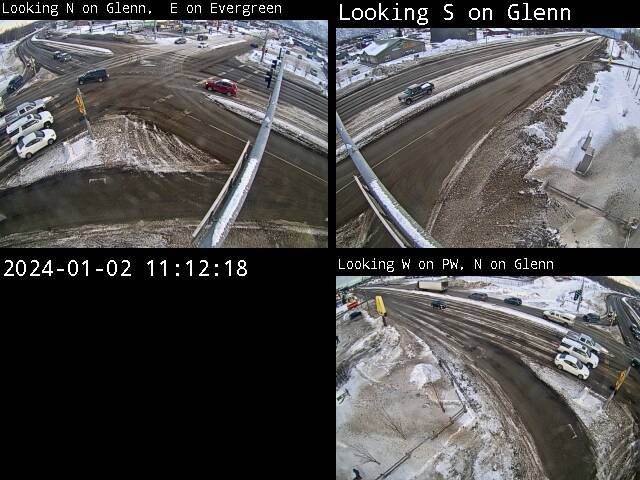 Looking N on Glenn,  E on Evergreen
Looking S on Glenn
2024-01-02 11:12:18
Looking W on PW, N on Glenn